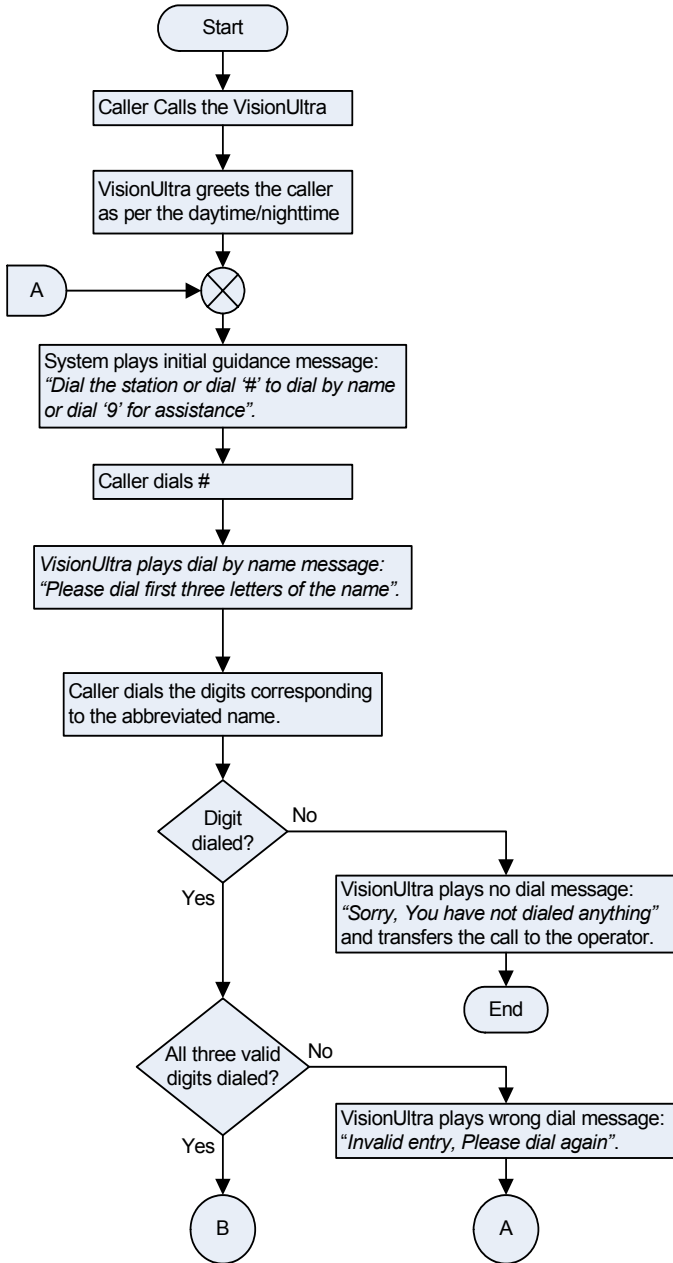 Start
Caller Calls the VisionUltra
VisionUltra greets the caller
as per the daytime/nighttime
A
System plays initial guidance message:
“Dial the station or dial ‘#’ to dial by name
or dial ‘9’ for assistance”.
Caller dials #
VisionUltra plays dial by name message:
“Please dial first three letters of the name”.
Caller dials the digits corresponding
to the abbreviated name.
Digit
dialed?
No
Yes
VisionUltra plays no dial message:
“Sorry, You have not dialed anything”
and transfers the call to the operator.
End
All three valid
digits dialed?
No
Yes
VisionUltra plays wrong dial message:
“Invalid entry, Please dial again”.
B
A